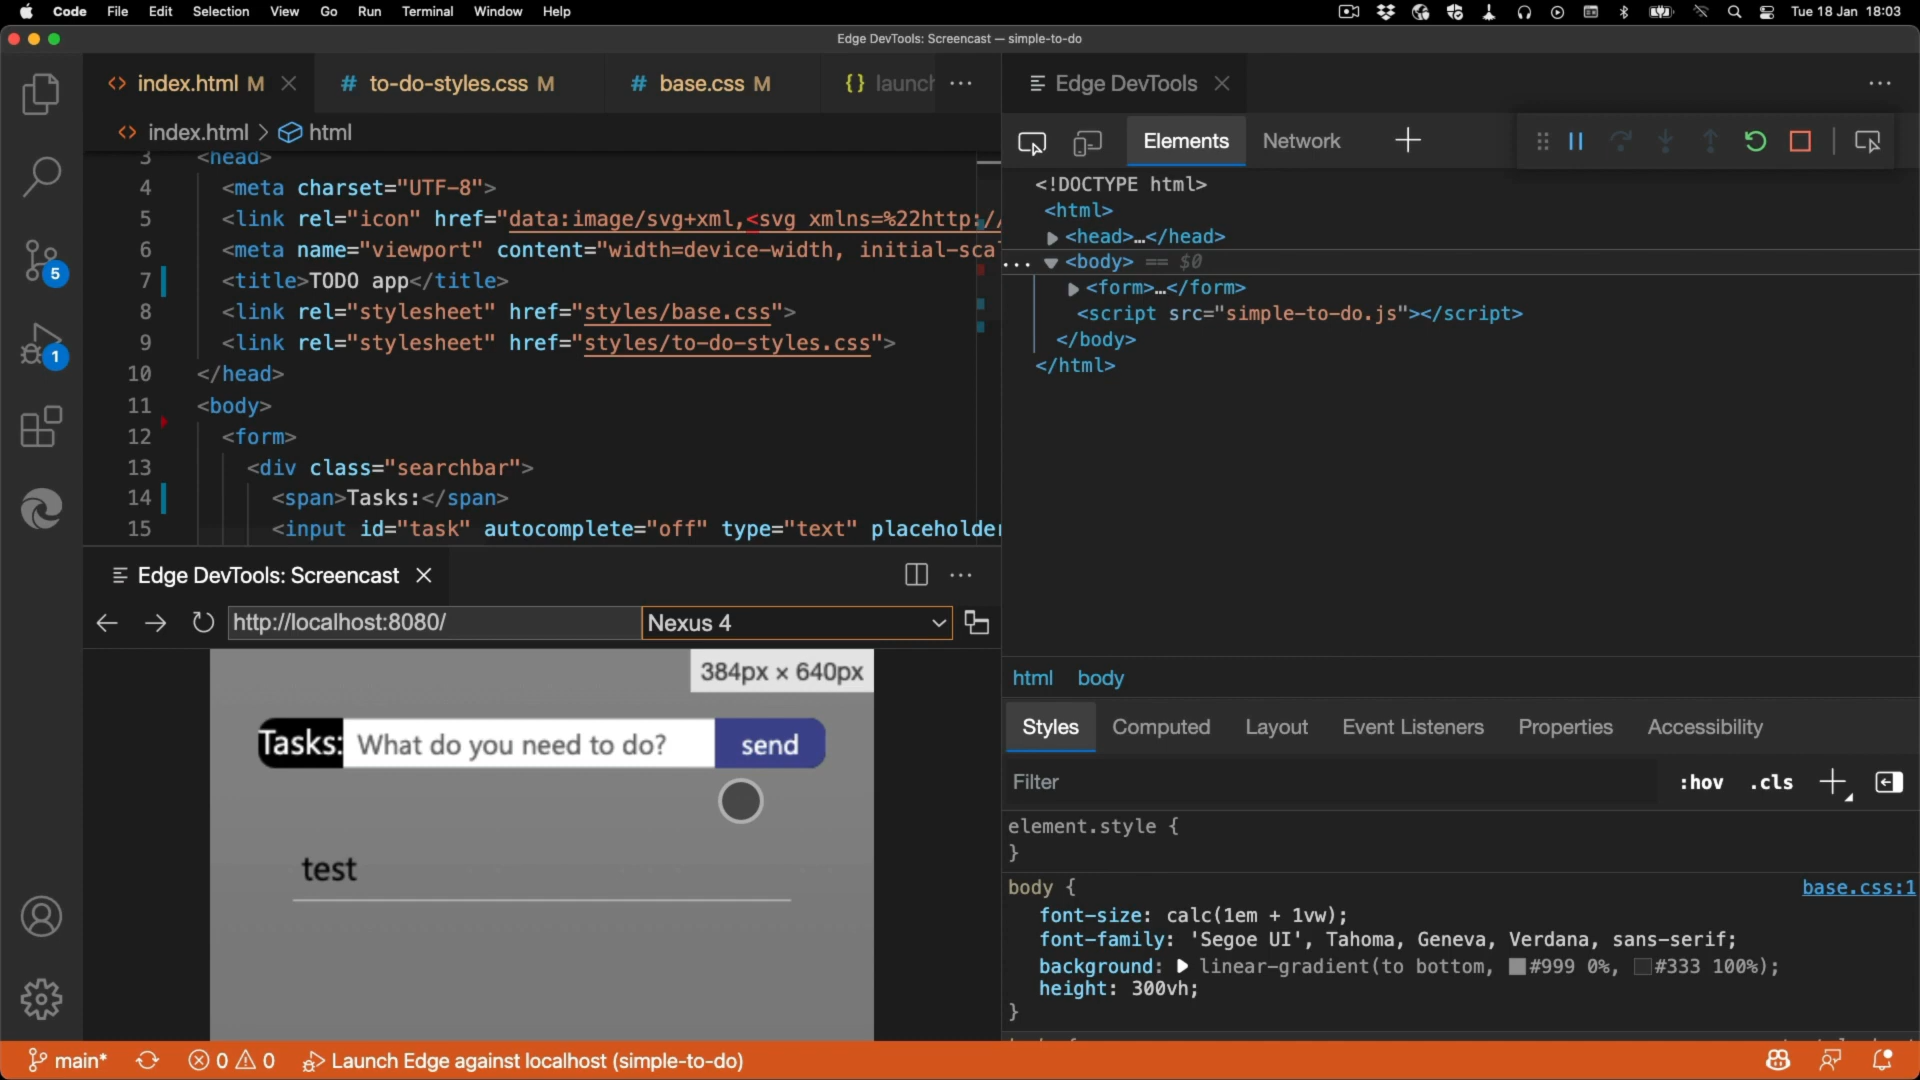 Code File Edit Selection View Go Run Terminal Window Help
Tue 18 Jan 18:03
Edge DevTools: Screencast — simple-to-do
index.html M
# to-do-styles.css M
# base.css M
{} launch
index.html > html
3 <head>
4 <meta charset="UTF-8">
5 <link rel="icon" href="data:image/svg+xml,<svg xmlns=%22http://
6 <meta name="viewport" content="width=device-width, initial-sca
7 <title>TODO app</title>
8 <link rel="stylesheet" href="styles/base.css">
9 <link rel="stylesheet" href="styles/to-do-styles.css">
10 </head>
11 <body>
12 <form>
13 <div class="searchbar">
14 <span>Tasks:</span>
15 <input id="task" autocomplete="off" type="text" placeholder
5
1
Edge DevTools: Screencast
http://localhost:8080/
Nexus 4
384px × 640px
Tasks:
What do you need to do?
send
test
Edge DevTools
Elements
Network
<!DOCTYPE html>
<html>
<head>…</head>
<body> == $0
<form>…</form>
<script src="simple-to-do.js"></script>
</body>
</html>
html body
Styles Computed Layout Event Listeners Properties Accessibility
Filter
:hov .cls
element.style {
}
body {
base.css:1
font-size: calc(1em + 1vw);
font-family: 'Segoe UI', Tahoma, Geneva, Verdana, sans-serif;
background: linear-gradient(to bottom, #999 0%, #333 100%);
height: 300vh;
}
main* 0 0 Launch Edge against localhost (simple-to-do)